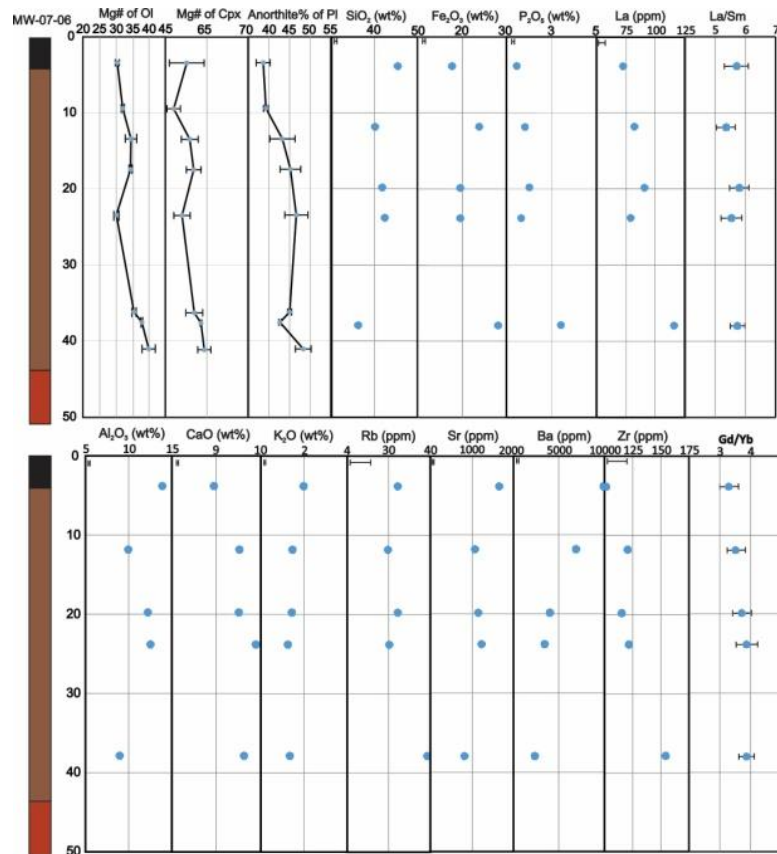 MW-07-06
Mg# of Ol Mg# of Cpx Anorthite% of Pl SiO₂ (wt%) Fe₂O₃ (wt%) P₂O₅ (wt%) La (ppm) La/Sm
20 25 30 35 40 45 65 70 40 45 50 55 40 50 20 30 3 5 75 100 125 5 6 7
0
10
20
30
40
50
Al₂O₃ (wt%) CaO (wt%) K₂O (wt%) Rb (ppm) Sr (ppm) Ba (ppm) Zr (ppm) Gd/Yb
5 10 15 9 10 2 4 30 40 1000 2000 5000 10000 125 150 175 3 4
0
10
20
30
40
50